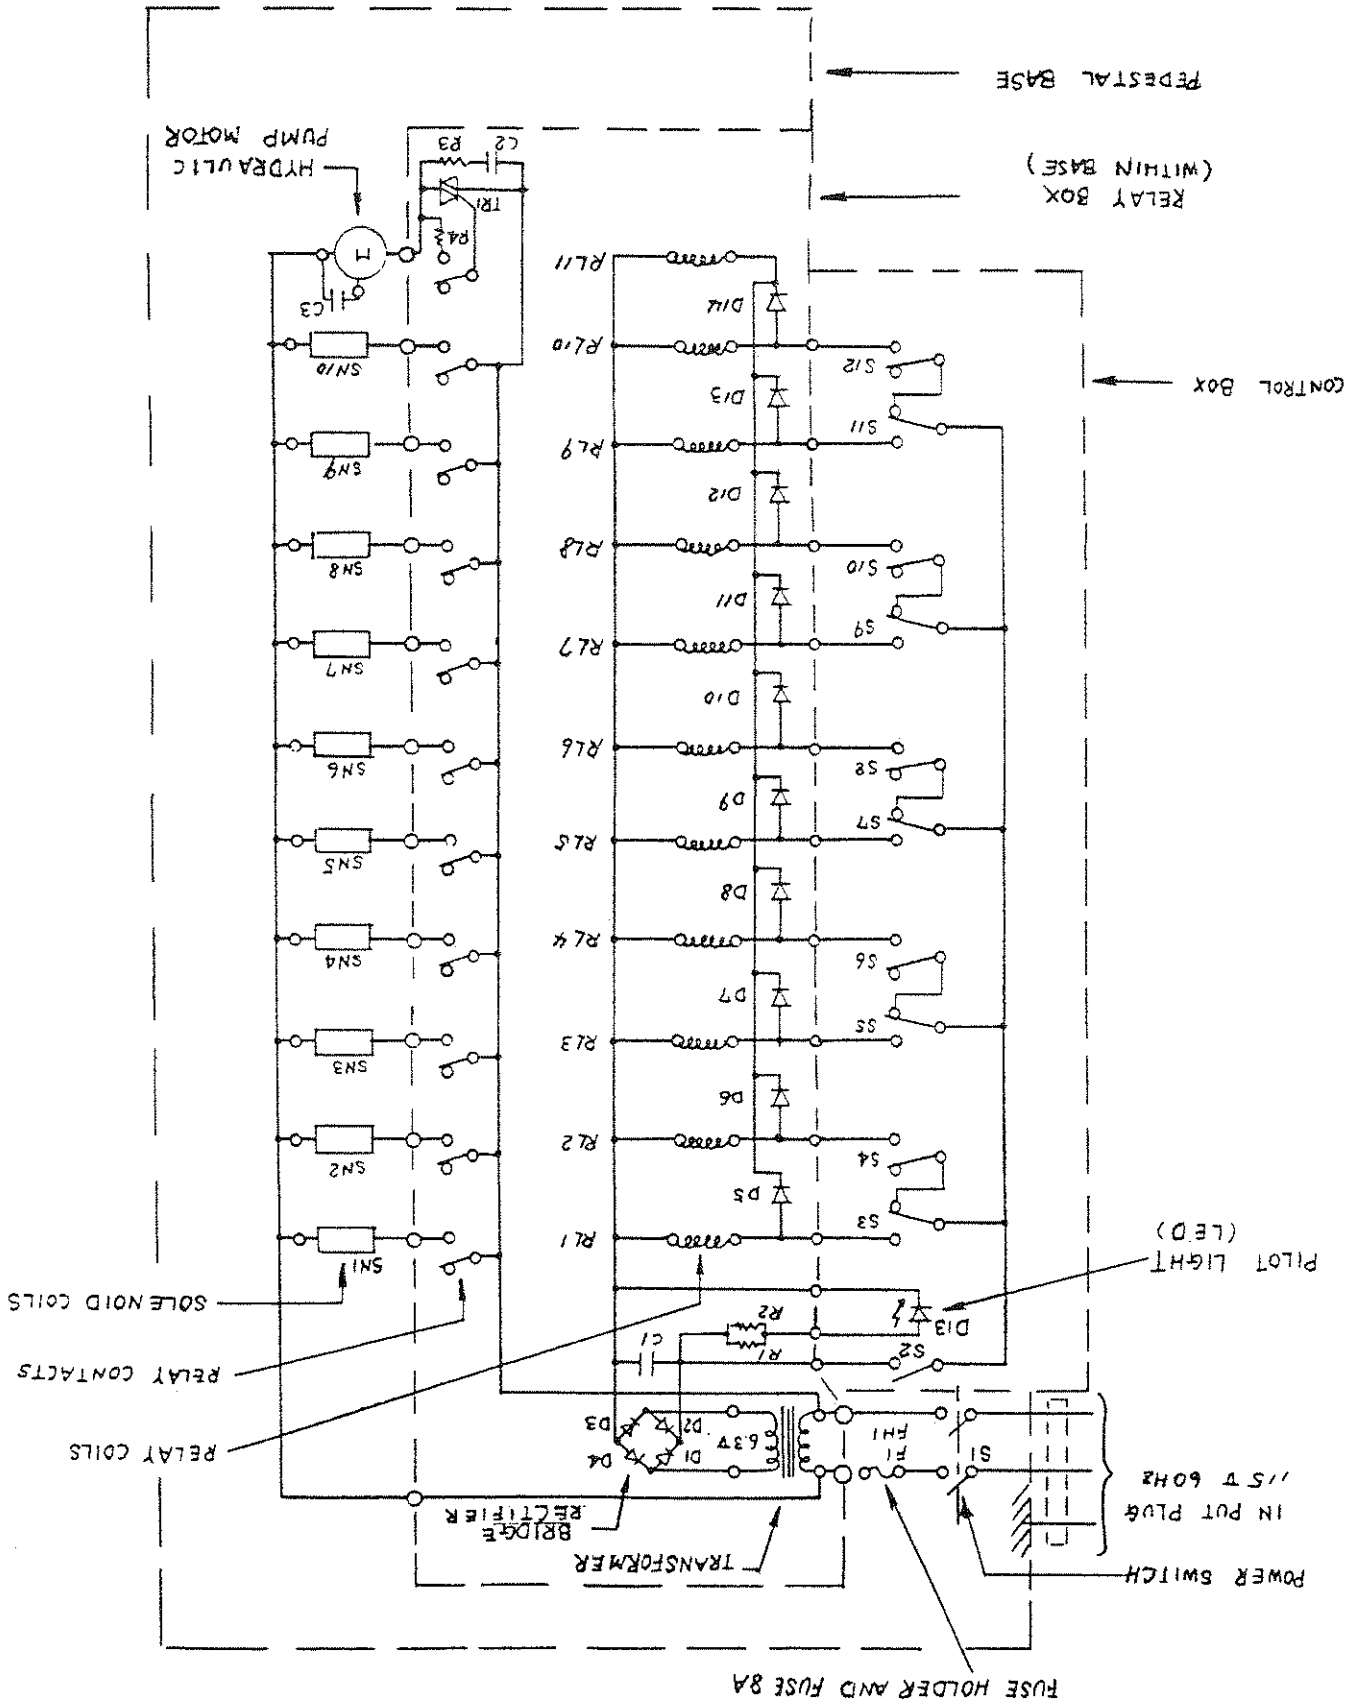 FUSE HOLDER AND FUSE 8A
POWER SWITCH
TRANSFORMER
BRIDGE
RECTIFIER
IN PUT PLUG
115 V 60HZ
S1
F1
FH1
6.3V
D1
D2
D4
D3
RELAY COILS
RELAY CONTACTS
SOLENOID COILS
S2
R1
R2
C1
D13
PILOT LIGHT
(LED)
S3
D5
RL1
SN1
S4
RL2
SN2
D6
S5
RL3
SN3
D7
S6
RL4
SN4
D8
S7
RL5
SN5
D9
S8
RL6
SN6
D10
S9
RL7
SN7
D11
S10
RL8
SN8
D12
S11
RL9
SN9
D13
CONTROL BOX
S12
RL10
SN10
D14
C3
RL11
R4
M
TR1
RELAY BOX
(WITHIN BASE)
C2
R3
HYDRAULIC
PUMP MOTOR
PEDESTAL BASE